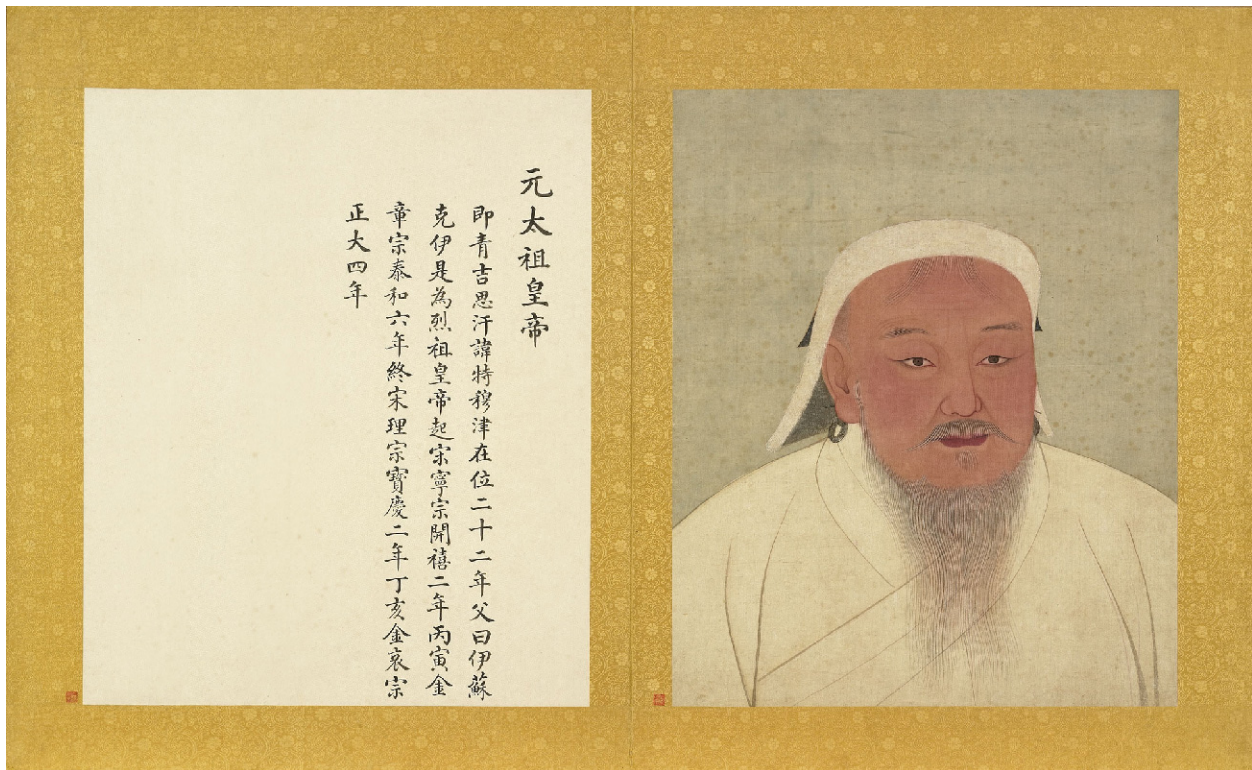 元太祖皇帝
即青吉思汗諱特穆津在位二十二年父曰伊蘇
克伊是為烈祖皇帝起宋寧宗開禧二年丙寅金
章宗泰和六年終宋理宗寶慶二年丁亥金哀宗
正大四年